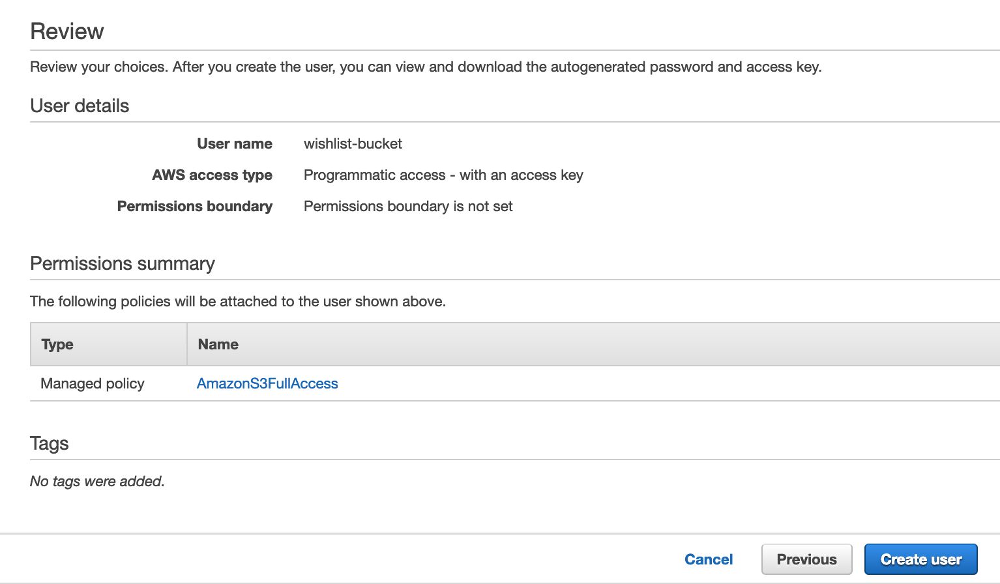 Review
Review your choices. After you create the user, you can view and download the autogenerated password and access key.
User details
User name wishlist-bucket
AWS access type Programmatic access - with an access key
Permissions boundary Permissions boundary is not set
Permissions summary
The following policies will be attached to the user shown above.
Type Name
Managed policy AmazonS3FullAccess
Tags
No tags were added.
Cancel Previous Create user